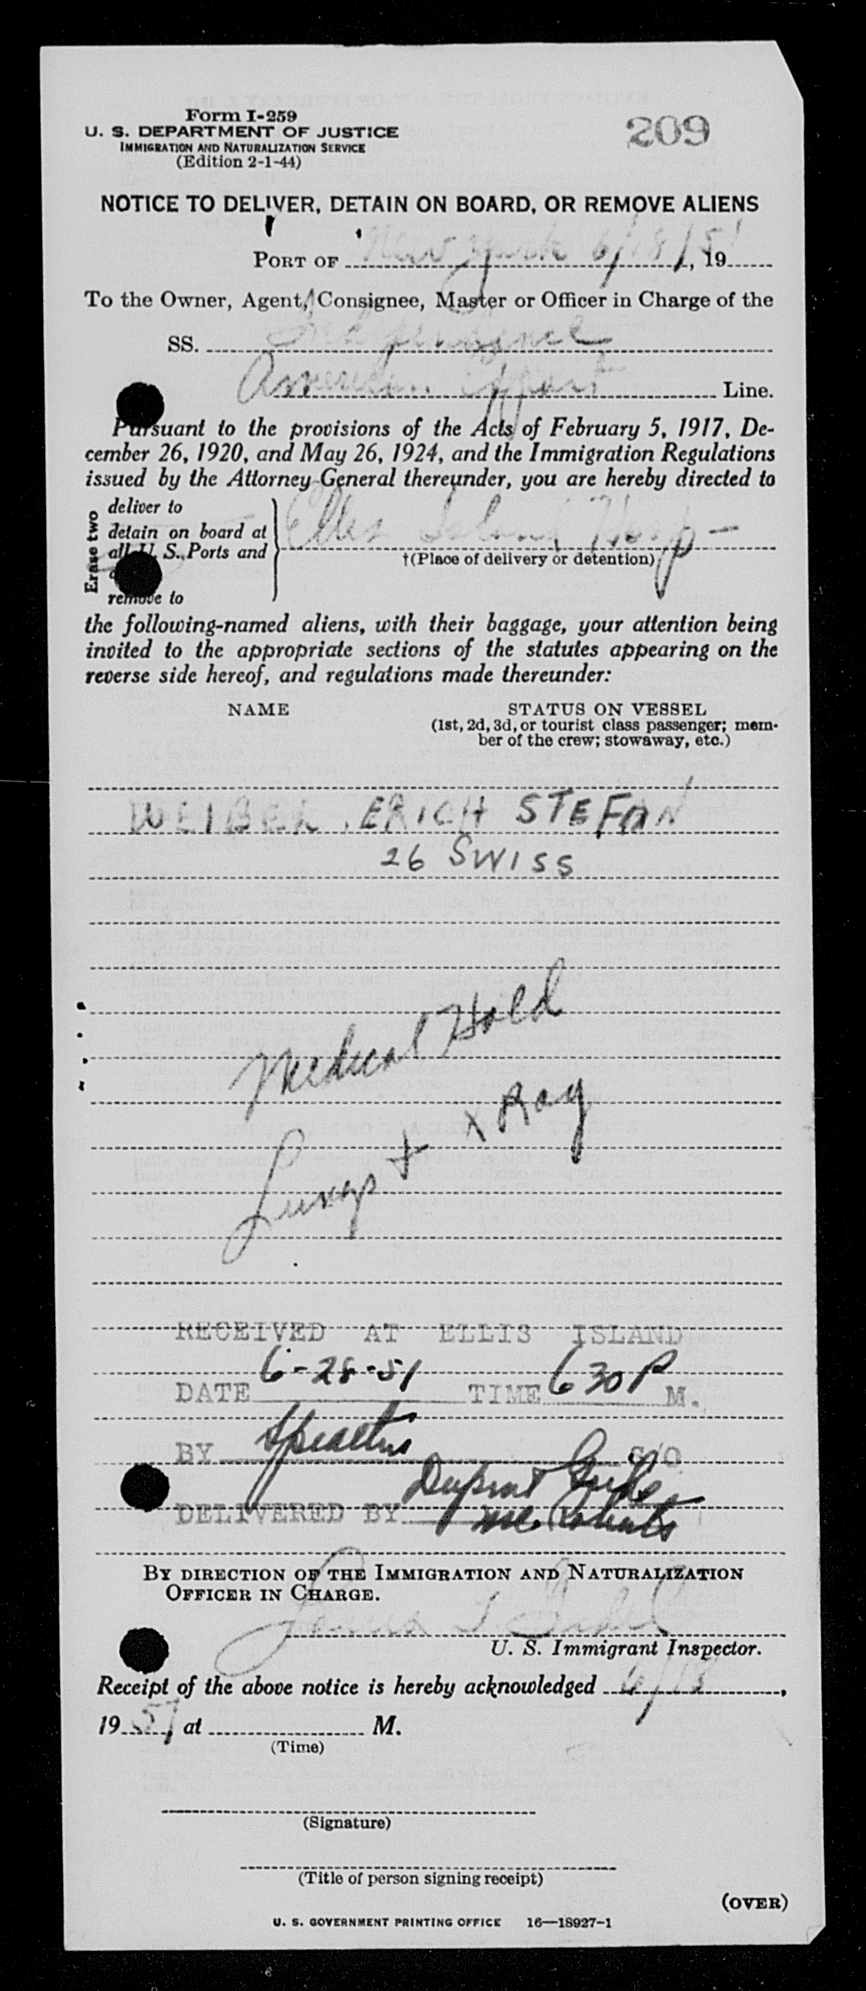 Form I-259
U. S. DEPARTMENT OF JUSTICE
IMMIGRATION AND NATURALIZATION SERVICE
(Edition 2-1-44)
209
NOTICE TO DELIVER, DETAIN ON BOARD, OR REMOVE ALIENS
PORT OF New York 6/18/51, 19
To the Owner, Agent, Consignee, Master or Officer in Charge of the
SS. Independence
American Export Line.
Pursuant to the provisions of the Acts of February 5, 1917, De-
cember 26, 1920, and May 26, 1924, and the Immigration Regulations
issued by the Attorney General thereunder, you are hereby directed to
Erase two
deliver to
detain on board at
all U. S. Ports and
remove to
Ellis Island Hosp-
†(Place of delivery or detention)
the following-named aliens, with their baggage, your attention being
invited to the appropriate sections of the statutes appearing on the
reverse side hereof, and regulations made thereunder:
NAME
STATUS ON VESSEL
(1st, 2d, 3d, or tourist class passenger; mem-
ber of the crew; stowaway, etc.)
WEIBEL, ERICH STEFAN
26 SWISS
Medical Hold
Lungs + X Ray
RECEIVED AT ELLIS ISLAND
DATE 6-28-51 TIME 630 P M.
BY S/O
DELIVERED BY Dupont
BY DIRECTION OF THE IMMIGRATION AND NATURALIZATION
OFFICER IN CHARGE.
U. S. Immigrant Inspector.
Receipt of the above notice is hereby acknowledged 6/18,
1951, at M.
(Time)
(Signature)
(Title of person signing receipt)
(OVER)
U. S. GOVERNMENT PRINTING OFFICE 16—18927-1